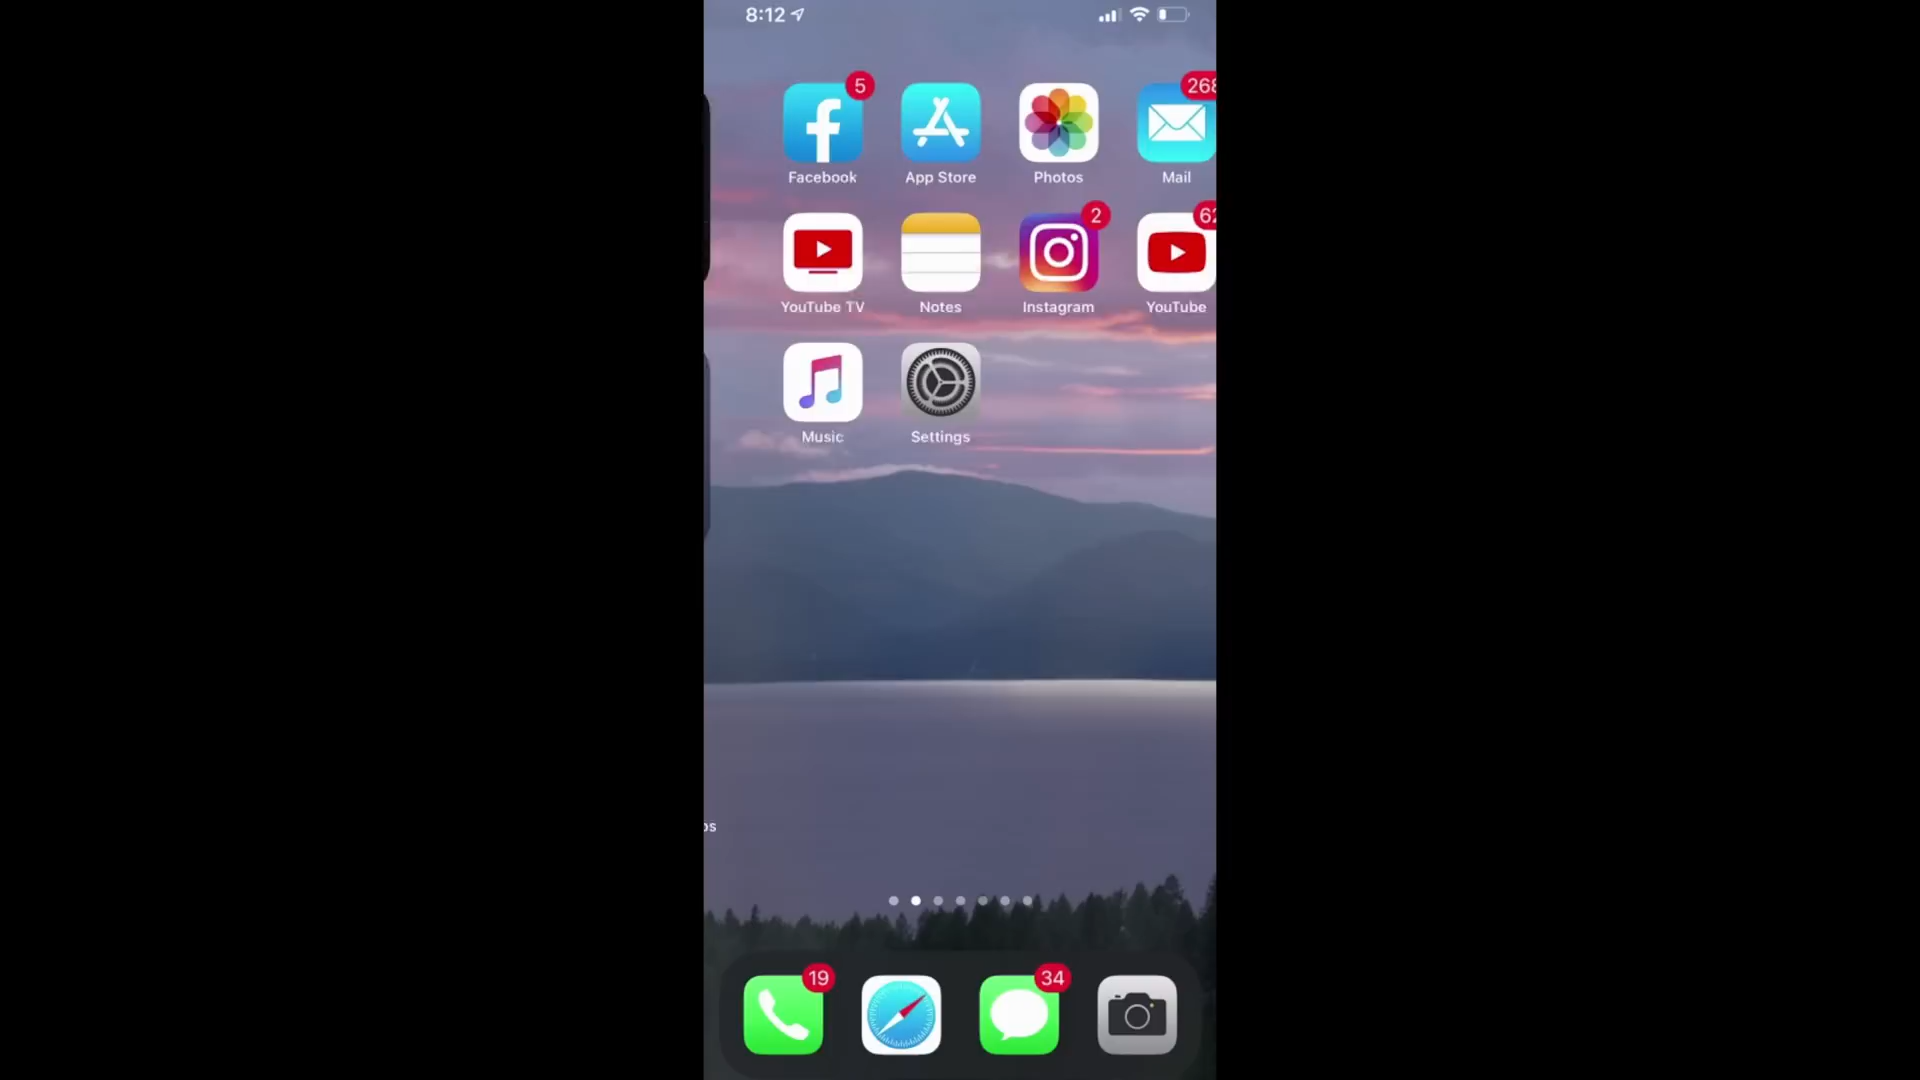 8:12
5
268
Facebook
App Store
Photos
Mail
2
62
YouTube TV
Notes
Instagram
YouTube
Music
Settings
19
34